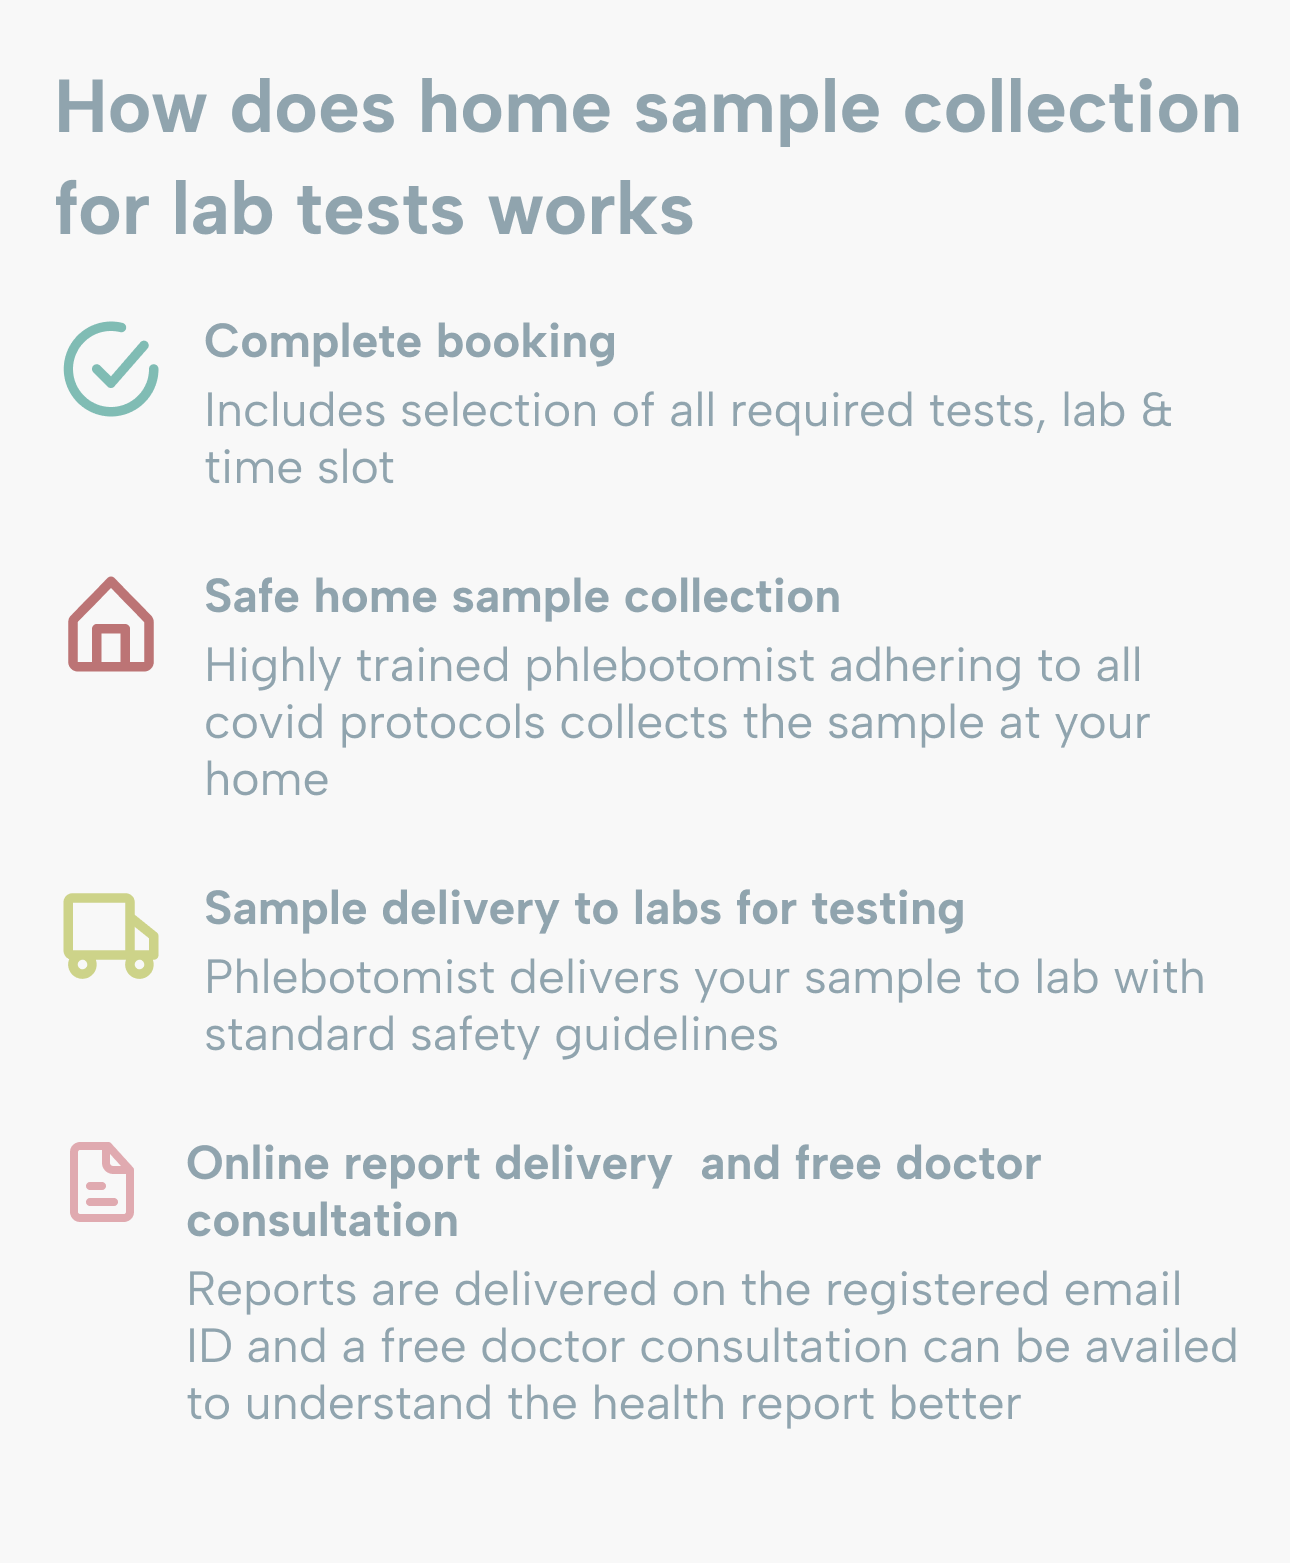 How does home sample collection
for lab tests works
Complete booking
Includes selection of all required tests, lab &
time slot
Safe home sample collection
Highly trained phlebotomist adhering to all
covid protocols collects the sample at your
home
Sample delivery to labs for testing
Phlebotomist delivers your sample to lab with
standard safety guidelines
Online report delivery  and free doctor
consultation
Reports are delivered on the registered email
ID and a free doctor consultation can be availed
to understand the health report better